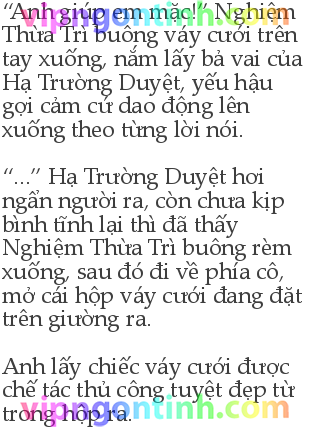 “Anh giúp em mặc!” Nghiệm
Thừa Trì buông váy cưới trên
tay xuống, nắm lấy bả vai của
Hạ Trường Duyệt, yếu hậu
gợi cảm cứ dao động lên
xuống theo từng lời nói.
“...” Hạ Trường Duyệt hơi
ngẩn người ra, còn chưa kịp
bình tĩnh lại thì đã thấy
Nghiệm Thừa Trì buông rèm
xuống, sau đó đi về phía cô,
mở cái hộp váy cưới đang đặt
trên giường ra.
Anh lấy chiếc váy cưới được
chế tác thủ công tuyệt đẹp từ
trong hộp ra.
vipngontinh.com
vipngontinh.com